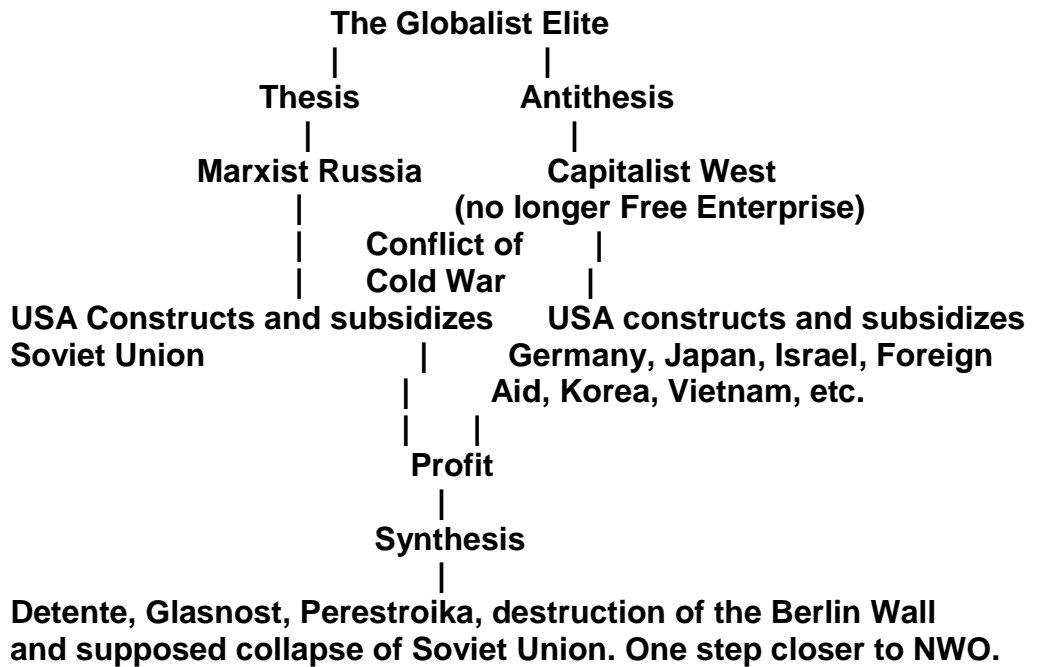 The Globalist Elite
| |
Thesis Antithesis
| |
Marxist Russia Capitalist West
| (no longer Free Enterprise)
| Conflict of |
| Cold War |
USA Constructs and subsidizes USA constructs and subsidizes
Soviet Union | Germany, Japan, Israel, Foreign
| Aid, Korea, Vietnam, etc.
| |
Profit
|
Synthesis
|
Detente, Glasnost, Perestroika, destruction of the Berlin Wall
and supposed collapse of Soviet Union. One step closer to NWO.